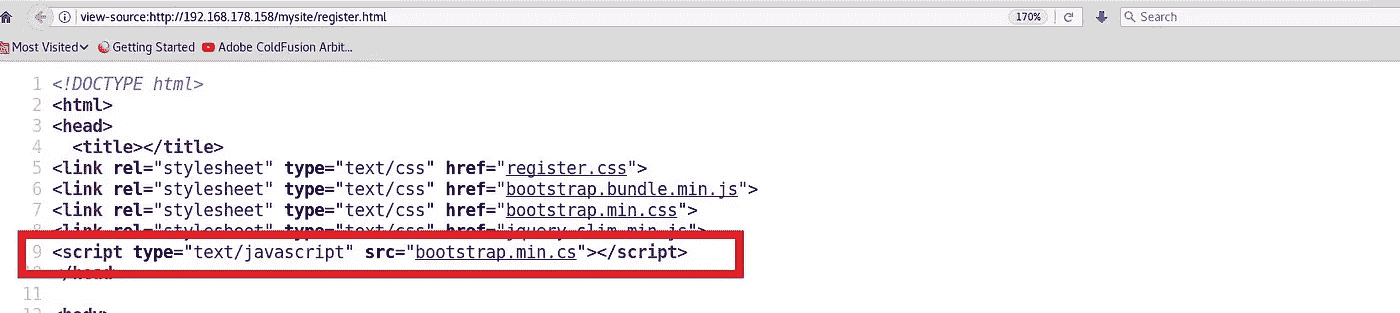 view-source:http://192.168.178.158/mysite/register.html 170% Search
Most Visited Getting Started Adobe ColdFusion Arbit...
1 <!DOCTYPE html>
2 <html>
3 <head>
4 <title></title>
5 <link rel="stylesheet" type="text/css" href="register.css">
6 <link rel="stylesheet" type="text/css" href="bootstrap.bundle.min.js">
7 <link rel="stylesheet" type="text/css" href="bootstrap.min.css">
8 <link rel="stylesheet" type="text/css" href="jquery.slim.min.js">
9 <script type="text/javascript" src="bootstrap.min.cs"></script>
10 </head>
11
12 <body>